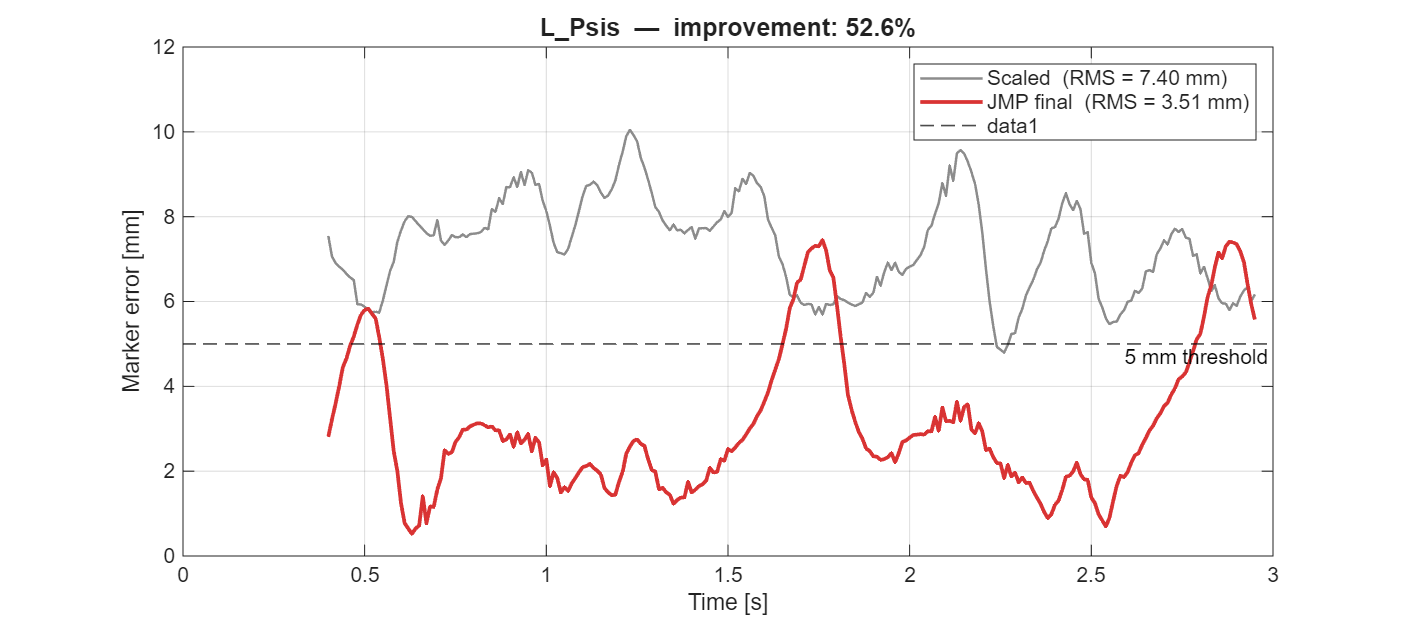 L_Psis — improvement: 52.6%
12
10
8
6
4
2
0
Marker error [mm]
Scaled (RMS = 7.40 mm)
JMP final (RMS = 3.51 mm)
data1
5 mm threshold
0 0.5 1 1.5 2 2.5 3
Time [s]